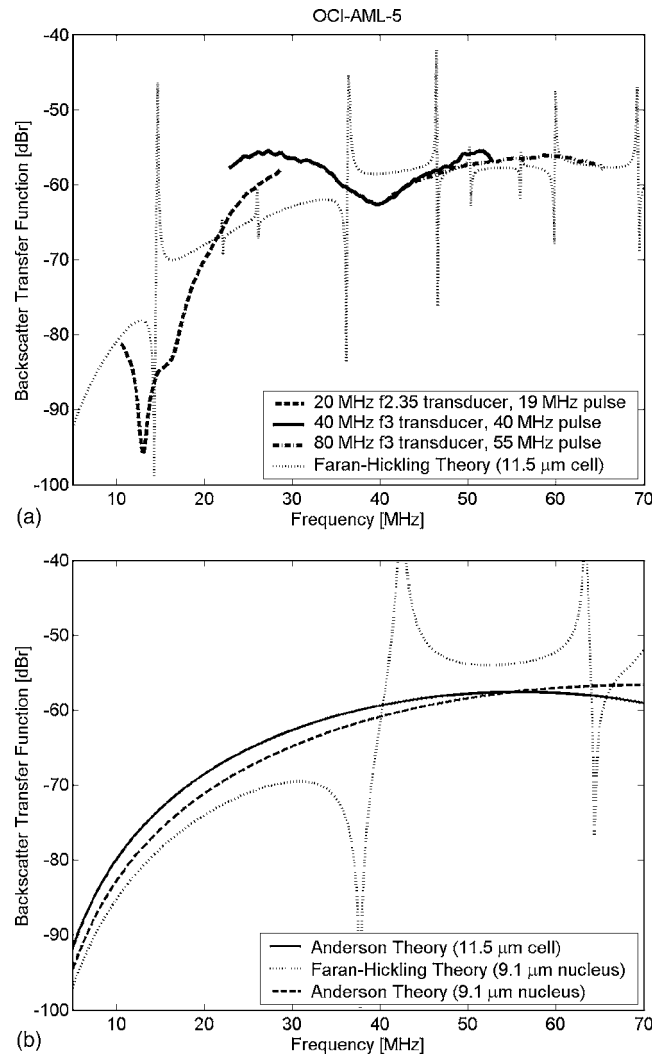 OCI-AML-5
Backscatter Transfer Function [dBr]
-40
-50
-60
-70
-80
-90
-100
20 MHz f2.35 transducer, 19 MHz pulse
40 MHz f3 transducer, 40 MHz pulse
80 MHz f3 transducer, 55 MHz pulse
Faran-Hickling Theory (11.5 μm cell)
10 20 30 40 50 60 70
(a)
Frequency [MHz]
Backscatter Transfer Function [dBr]
-40
-50
-60
-70
-80
-90
-100
Anderson Theory (11.5 μm cell)
Faran-Hickling Theory (9.1 μm nucleus)
Anderson Theory (9.1 μm nucleus)
10 20 30 40 50 60 70
(b)
Frequency [MHz]